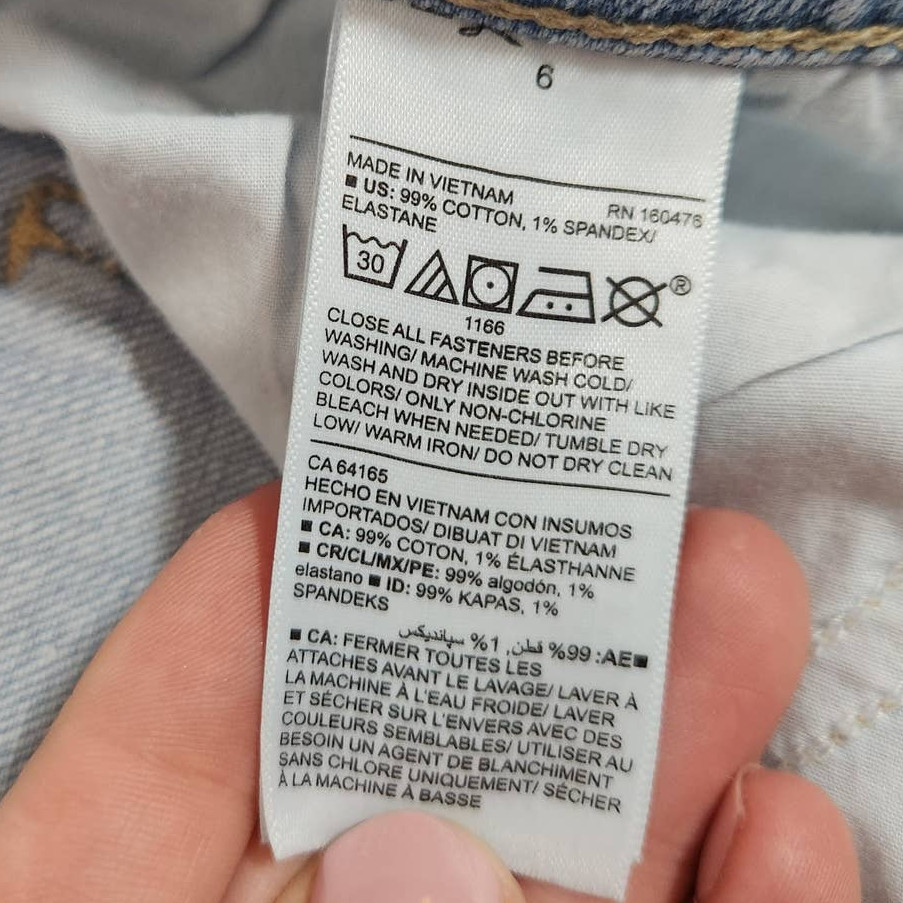 6
MADE IN VIETNAM
RN 160476
■ US: 99% COTTON, 1% SPANDEX/
ELASTANE
30
®
1166
CLOSE ALL FASTENERS BEFORE
WASHING/ MACHINE WASH COLD/
WASH AND DRY INSIDE OUT WITH LIKE
COLORS/ ONLY NON-CHLORINE
BLEACH WHEN NEEDED/ TUMBLE DRY
LOW/ WARM IRON/ DO NOT DRY CLEAN
CA 64165
HECHO EN VIETNAM CON INSUMOS
IMPORTADOS/ DIBUAT DI VIETNAM
■ CA: 99% COTON, 1% ÉLASTHANNE
■ CR/CL/MX/PE: 99% algodón, 1%
elastano ■ ID: 99% KAPAS, 1%
SPANDEKS
■AE: 99% قطن, 1% سپانديكس
■ CA: FERMER TOUTES LES
ATTACHES AVANT LE LAVAGE/ LAVER À
LA MACHINE À L'EAU FROIDE/ LAVER
ET SÉCHER SUR L'ENVERS AVEC DES
COULEURS SEMBLABLES/ UTILISER AU
BESOIN UN AGENT DE BLANCHIMENT
SANS CHLORE UNIQUEMENT/ SÉCHER
À LA MACHINE À BASSE